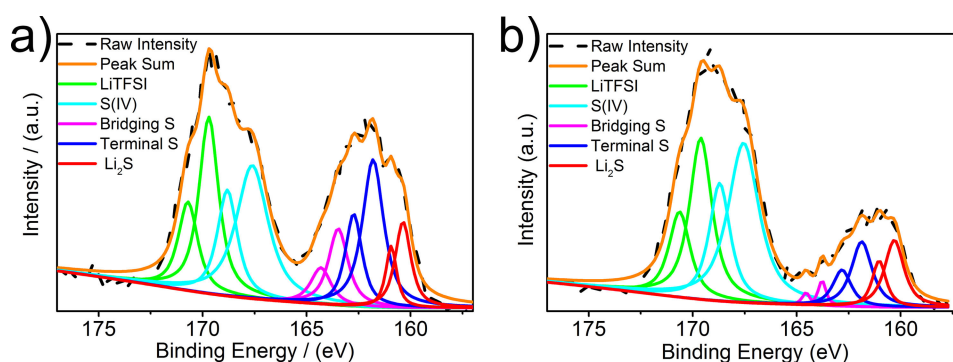 a)
Raw Intensity
Peak Sum
LiTFSI
S(IV)
Bridging S
Terminal S
Li₂S
Intensity / (a.u.)
175 170 165 160
Binding Energy / (eV)
b)
Raw Intensity
Peak Sum
LiTFSI
S(IV)
Bridging S
Terminal S
Li₂S
Intensity (a.u.)
175 170 165 160
Binding Energy (eV)